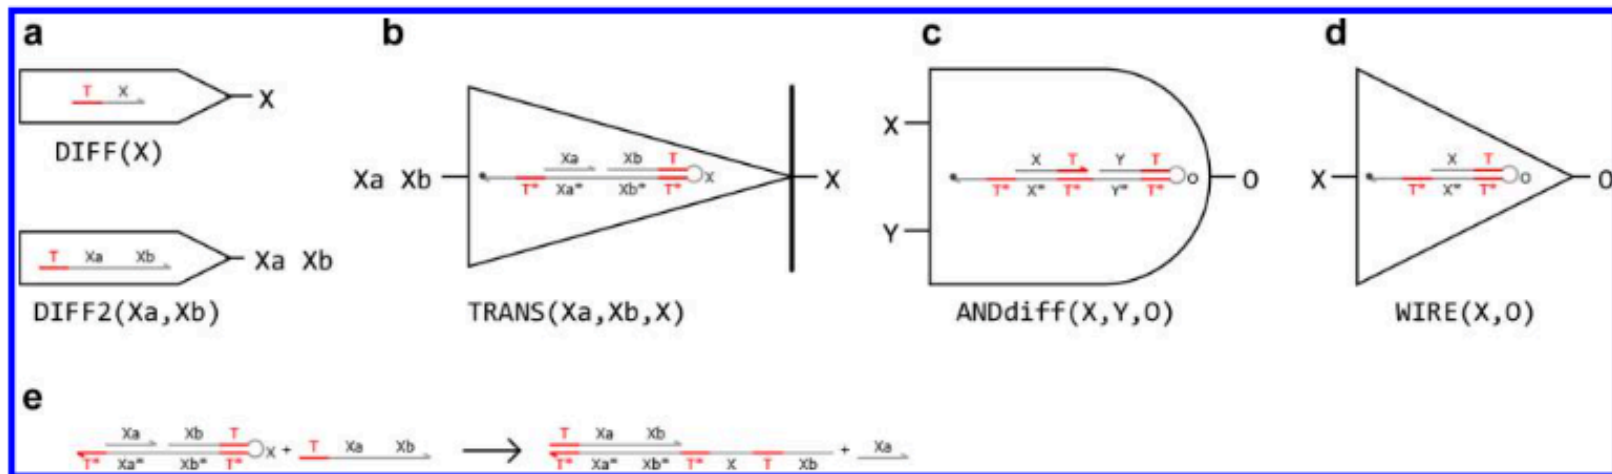 a
T X
X
DIFF(X)
T Xa Xb
Xa Xb
DIFF2(Xa,Xb)
b
Xa Xb
Xa Xb T
T* Xa* Xb* T*
X
X
TRANS(Xa,Xb,X)
c
X
Y
X T Y T
T* X* T* Y* T*
O
O
ANDdiff(X,Y,O)
d
X
X T
T* X* T*
O
O
WIRE(X,O)
e
Xa Xb T
T* Xa* Xb* T*
X + T Xa Xb
T Xa Xb
T* Xa* Xb* T* X T Xb
+ Xa